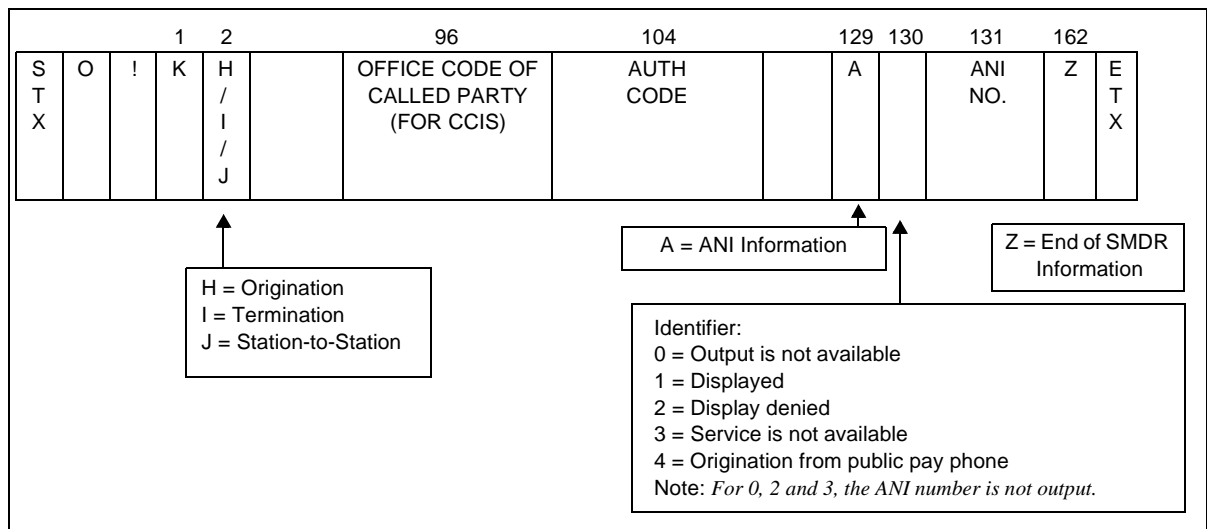 1 2 96 104 129 130 131 162
S O ! K H OFFICE CODE OF AUTH A ANI Z E
T / CALLED PARTY CODE NO. T
X I (FOR CCIS) X
/
J
A = ANI Information
Z = End of SMDR
Information
H = Origination
I = Termination
J = Station-to-Station
Identifier:
0 = Output is not available
1 = Displayed
2 = Display denied
3 = Service is not available
4 = Origination from public pay phone
Note: For 0, 2 and 3, the ANI number is not output.